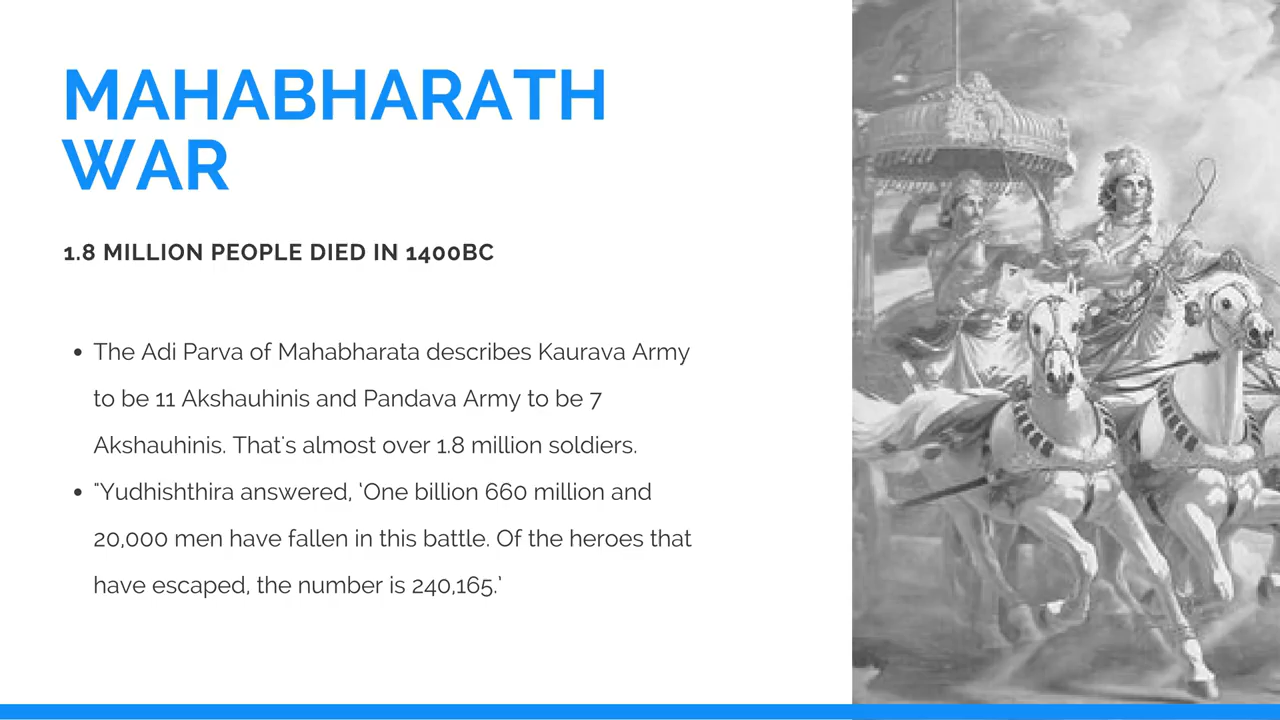 MAHABHARATH
WAR
1.8 MILLION PEOPLE DIED IN 1400BC
• The Adi Parva of Mahabharata describes Kaurava Army
to be 11 Akshauhinis and Pandava Army to be 7
Akshauhinis. That's almost over 1.8 million soldiers.
• "Yudhishthira answered, ‘One billion 660 million and
20,000 men have fallen in this battle. Of the heroes that
have escaped, the number is 240,165.’